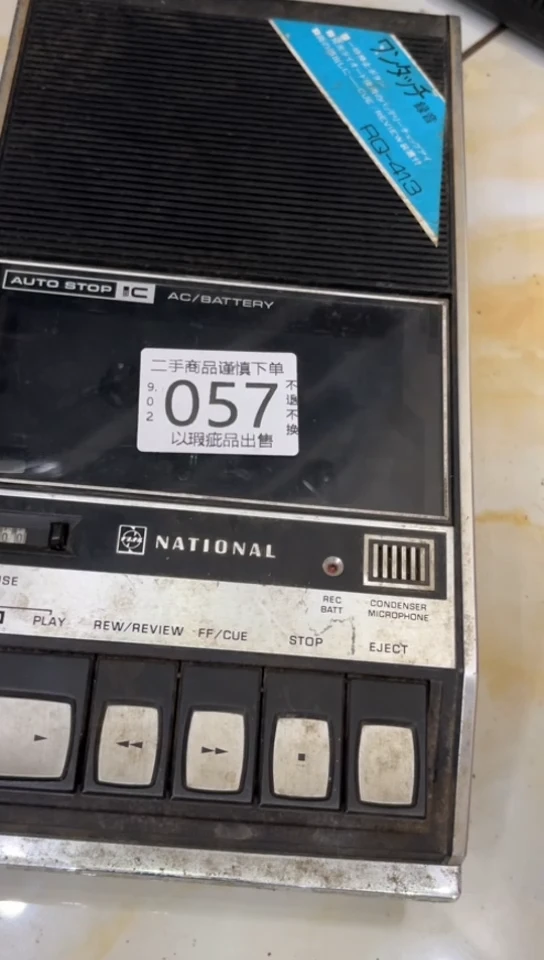 ワンタッチ録音
RQ-413
AUTO STOP IC
AC/BATTERY
二手商品谨慎下单
9.02
057
不退不换
以瑕疵品出售
NATIONAL
REC
BATT
CONDENSER
MICROPHONE
PLAY
REW/REVIEW
FF/CUE
STOP
EJECT